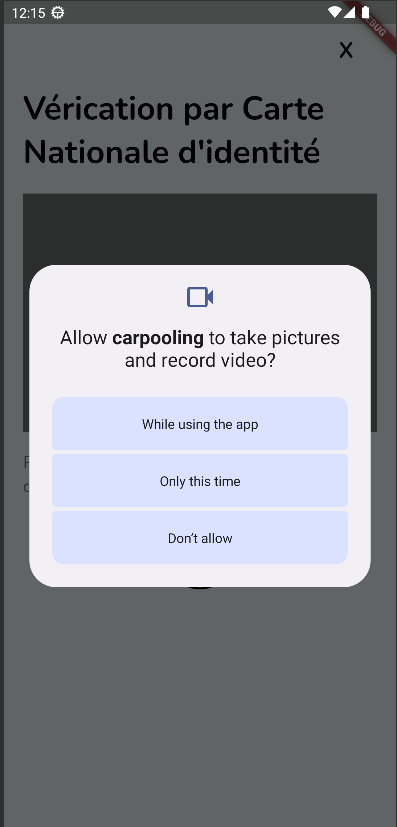 12:15
DEBUG
X
Vérication par Carte
Nationale d'identité
Allow carpooling to take pictures
and record video?
While using the app
Only this time
Don't allow